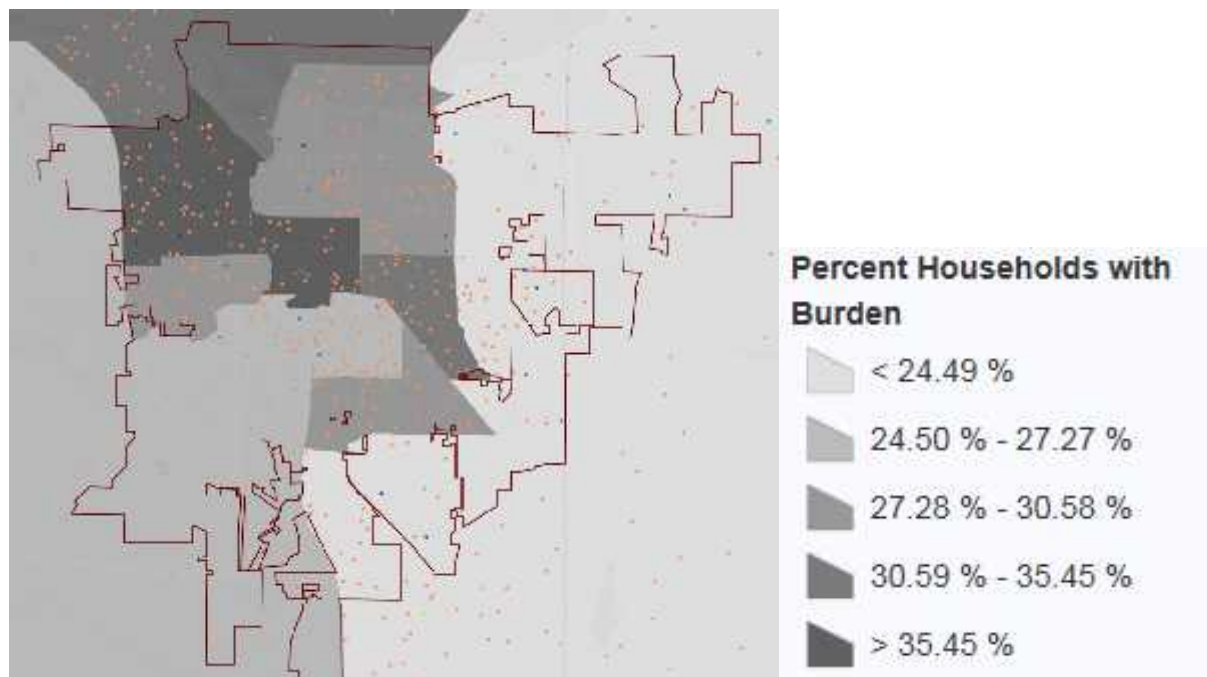 Percent Households with
Burden
< 24.49 %
24.50 % - 27.27 %
27.28 % - 30.58 %
30.59 % - 35.45 %
> 35.45 %